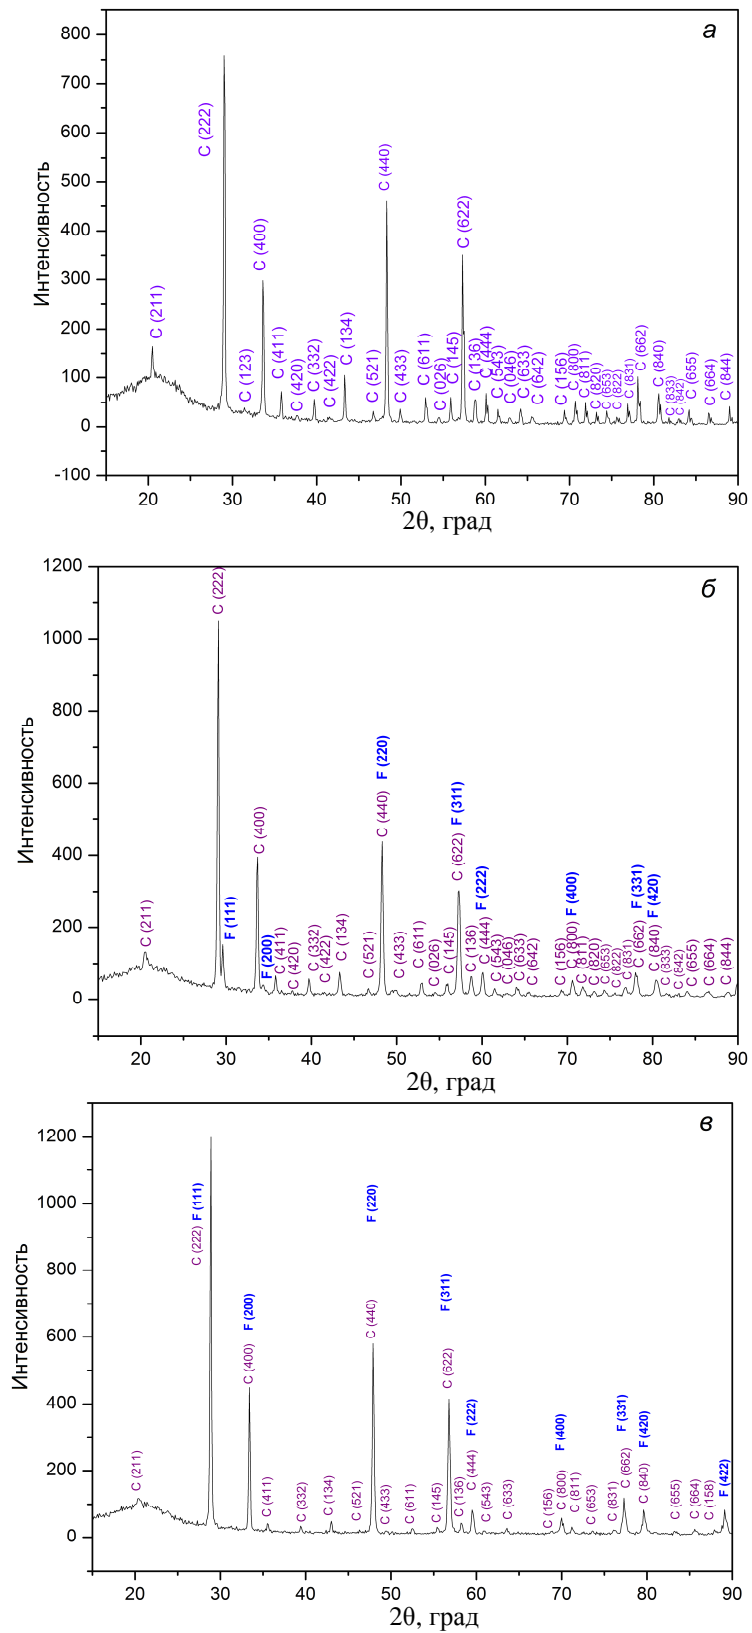 а
800
700
600
500
400
300
200
100
0
-100
Интенсивность
C (211)
C (222)
C (123)
C (400)
C (411)
C (420)
C (332)
C (422)
C (134)
C (521)
C (440)
C (433)
C (611)
C (026)
C (145)
C (622)
C (136)
C (444)
C (543)
C (046)
C (633)
C (642)
C (156)
C (800)
C (811)
C (820)
C (653)
C (822)
C (831)
C (662)
C (840)
C (833)
C (842)
C (655)
C (664)
C (844)
20 30 40 50 60 70 80 90
2θ, град
б
1200
1000
800
600
400
200
0
Интенсивность
C (211)
C (222)
F (111)
C (400)
F (200)
C (411)
C (420)
C (332)
C (422)
C (134)
C (521)
F (220)
C (440)
C (433)
C (611)
C (026)
C (145)
F (311)
C (622)
C (136)
F (222)
C (444)
C (543)
C (046)
C (633)
C (642)
C (156)
F (400)
C (800)
C (811)
C (820)
C (653)
C (822)
C (831)
F (331)
C (662)
F (420)
C (840)
C (833)
C (842)
C (655)
C (664)
C (844)
20 30 40 50 60 70 80 90
2θ, град
в
1200
1000
800
600
400
200
0
Интенсивность
C (211)
C (222) F (111)
F (200)
C (400)
C (411)
C (332)
C (134)
C (521)
F (220)
C (440)
C (433)
C (611)
C (145)
F (311)
C (622)
C (136)
F (222)
C (444)
C (543)
C (633)
C (156)
F (400)
C (800)
C (811)
C (653)
C (831)
F (331)
C (662)
F (420)
C (840)
C (655)
C (664)
C (158)
F (422)
20 30 40 50 60 70 80 90
2θ, град